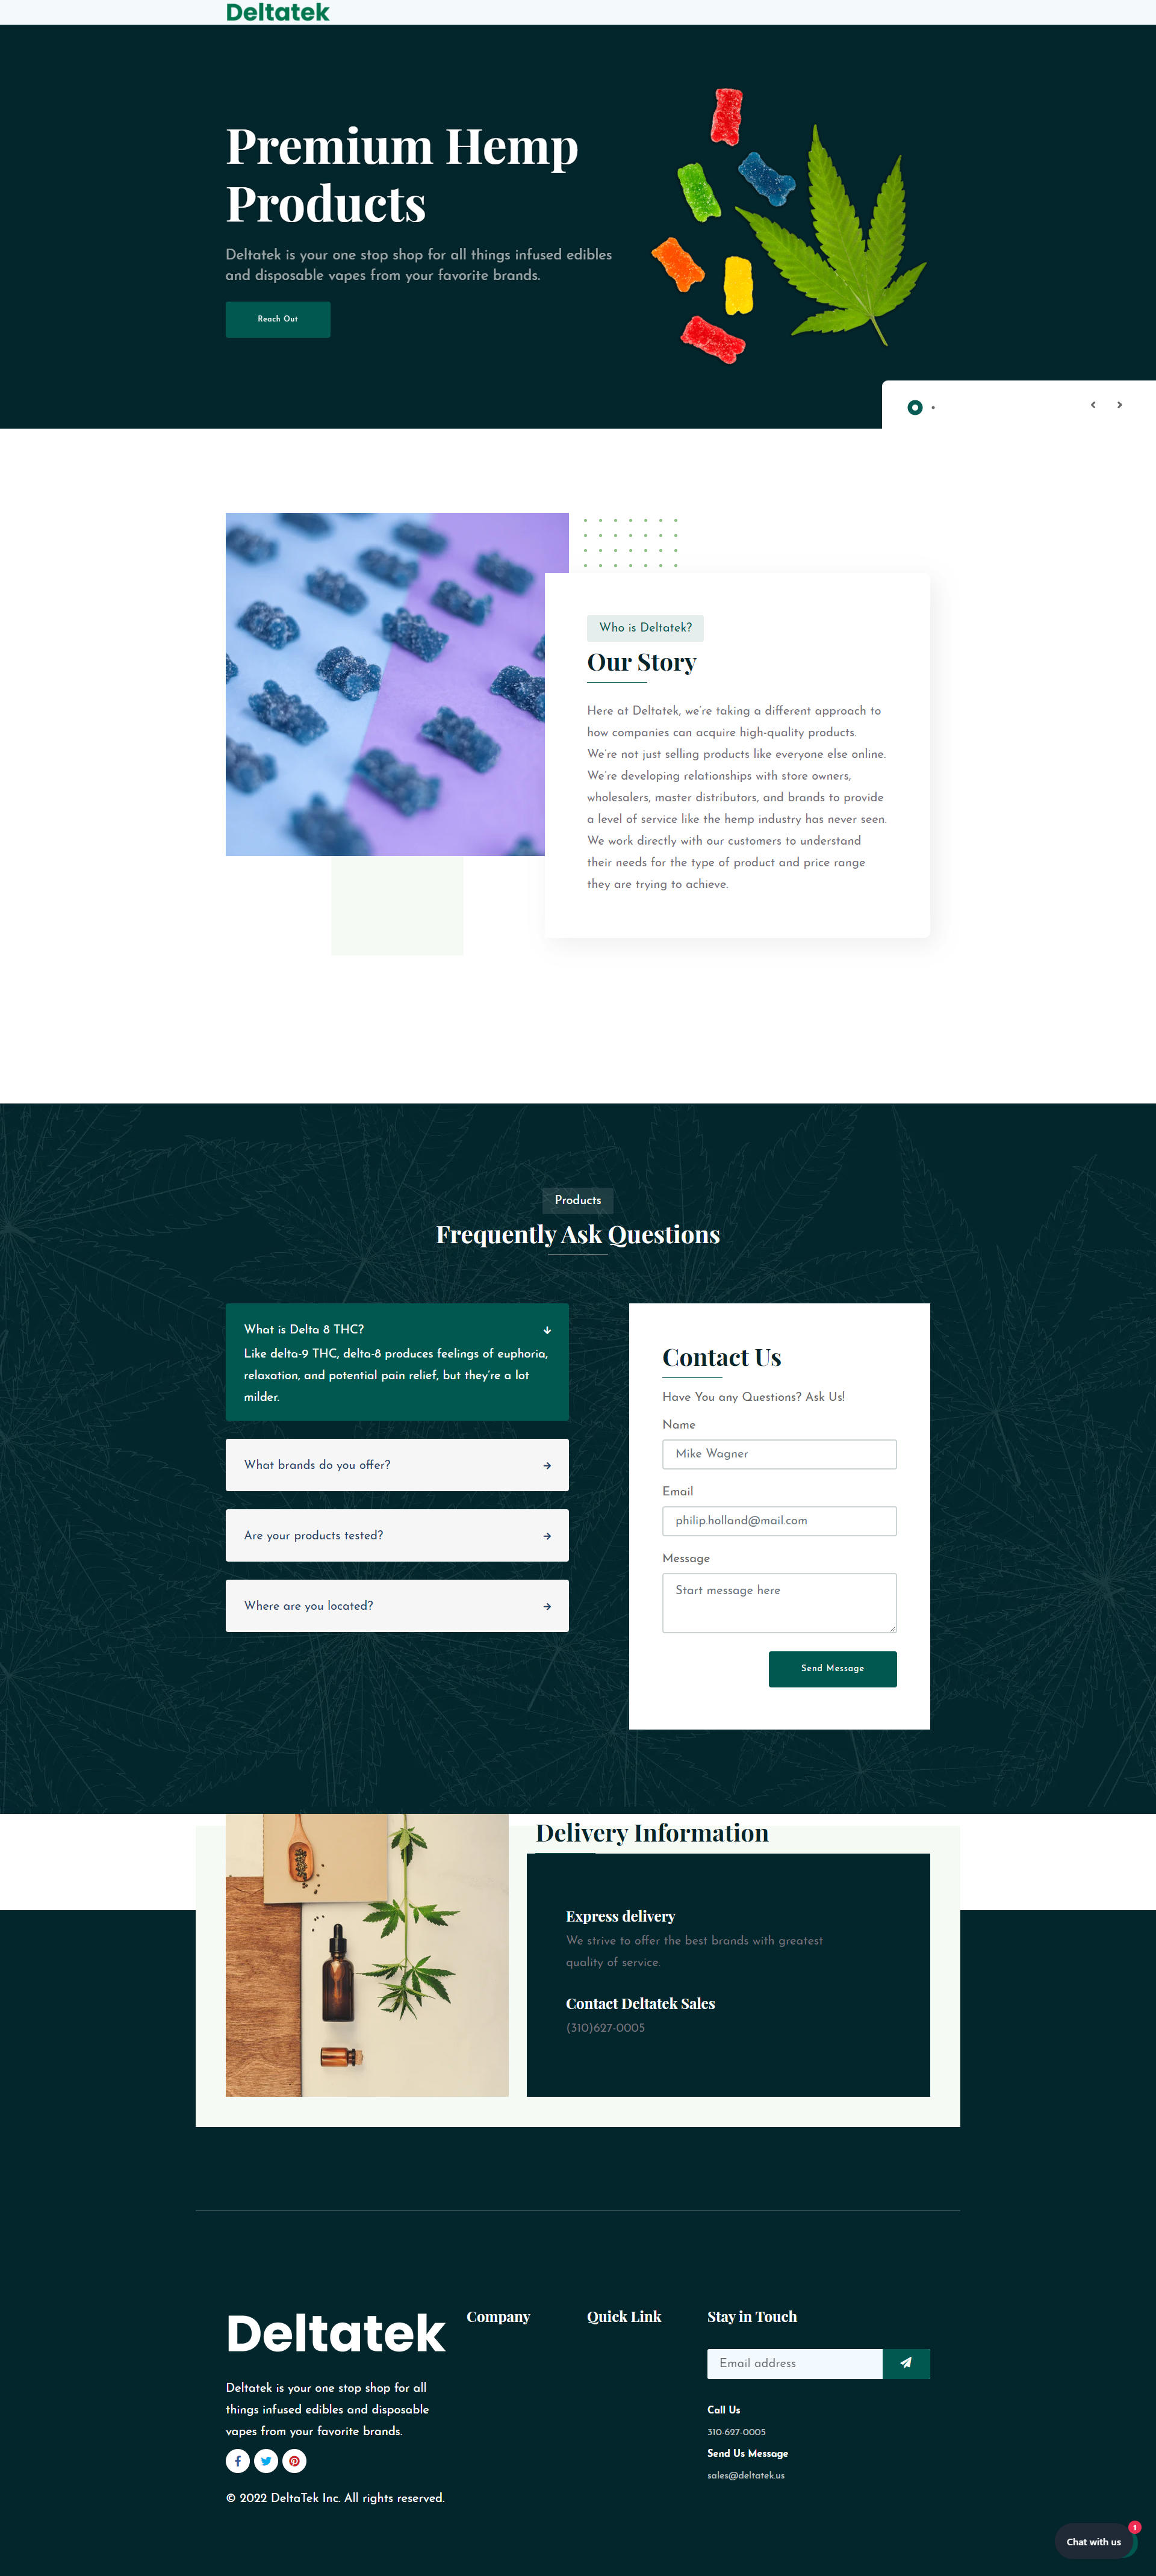 Deltatek
Premium Hemp
Products
Deltatek is your one stop shop for all things infused edibles
and disposable vapes from your favorite brands.
Reach Out
Who is Deltatek?
Our Story
Here at Deltatek, we're taking a different approach to
how companies can acquire high-quality products.
We're not just selling products like everyone else online.
We're developing relationships with store owners,
wholesalers, master distributors, and brands to provide
a level of service like the hemp industry has never seen.
We work directly with our customers to understand
their needs for the type of product and price range
they are trying to achieve.
Products
Frequently Ask Questions
What is Delta 8 THC?
Like delta-9 THC, delta-8 produces feelings of euphoria,
relaxation, and potential pain relief, but they're a lot
milder.
What brands do you offer?
Are your products tested?
Where are you located?
Contact Us
Have You any Questions? Ask Us!
Name
Mike Wagner
Email
philip.holland@mail.com
Message
Start message here
Send Message
Delivery Information
Express delivery
We strive to offer the best brands with greatest
quality of service.
Contact Deltatek Sales
(310)627-0005
Deltatek
Deltatek is your one stop shop for all
things infused edibles and disposable
vapes from your favorite brands.
© 2022 DeltaTek Inc. All rights reserved.
Company
Quick Link
Stay in Touch
Email address
Call Us
310-627-0005
Send Us Message
sales@deltatek.us
Chat with us
1